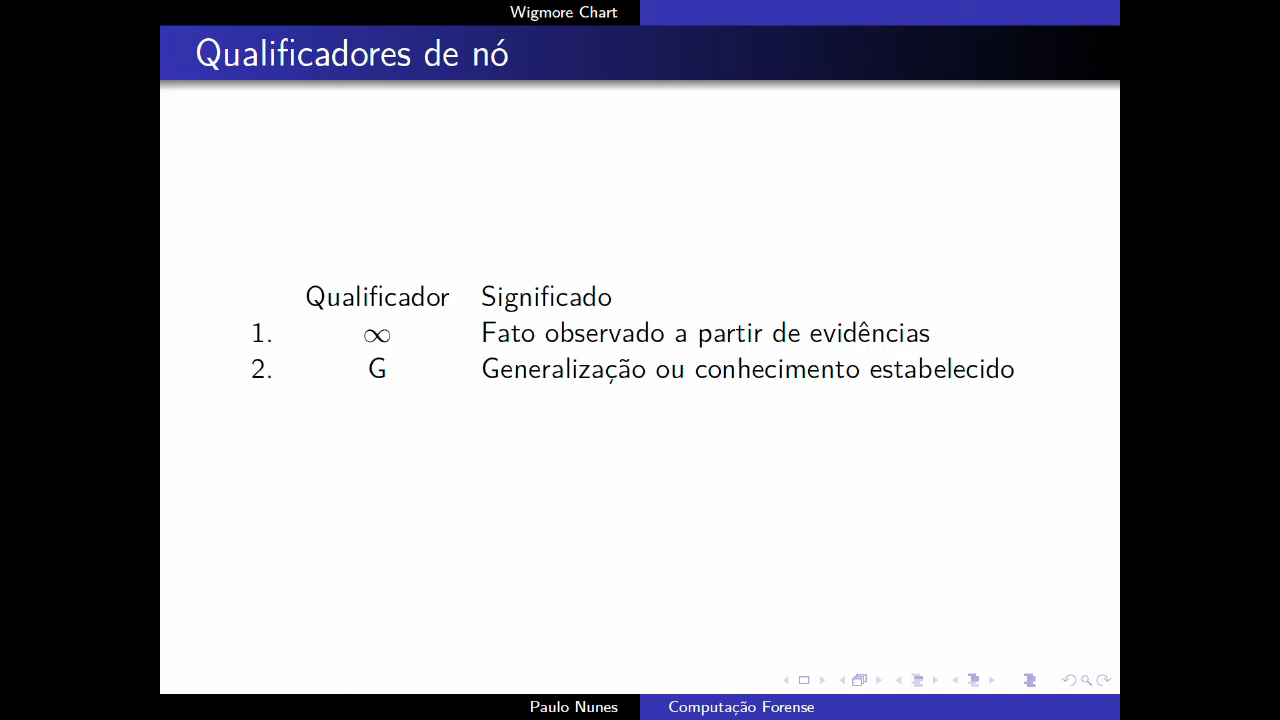 Wigmore Chart
Qualificadores de nó
Qualificador Significado
1. ∞ Fato observado a partir de evidências
2. G Generalização ou conhecimento estabelecido
Paulo Nunes Computação Forense